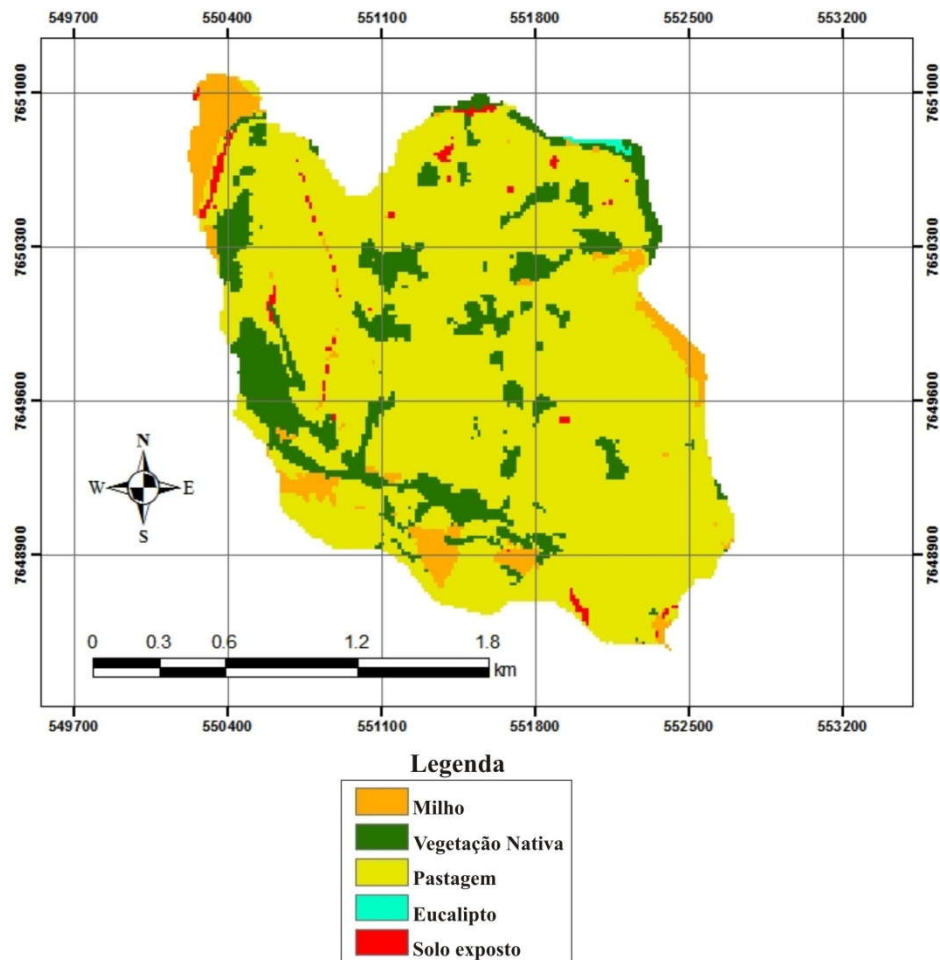 549700 550400 551100 551800 552500 553200
7651000 7651000
7650300 7650300
7649600 7649600
N
W E
S
7648900 7648900
0 0.3 0.6 1.2 1.8
km
549700 550400 551100 551800 552500 553200
Legenda
Milho
Vegetação Nativa
Pastagem
Eucalipto
Solo exposto